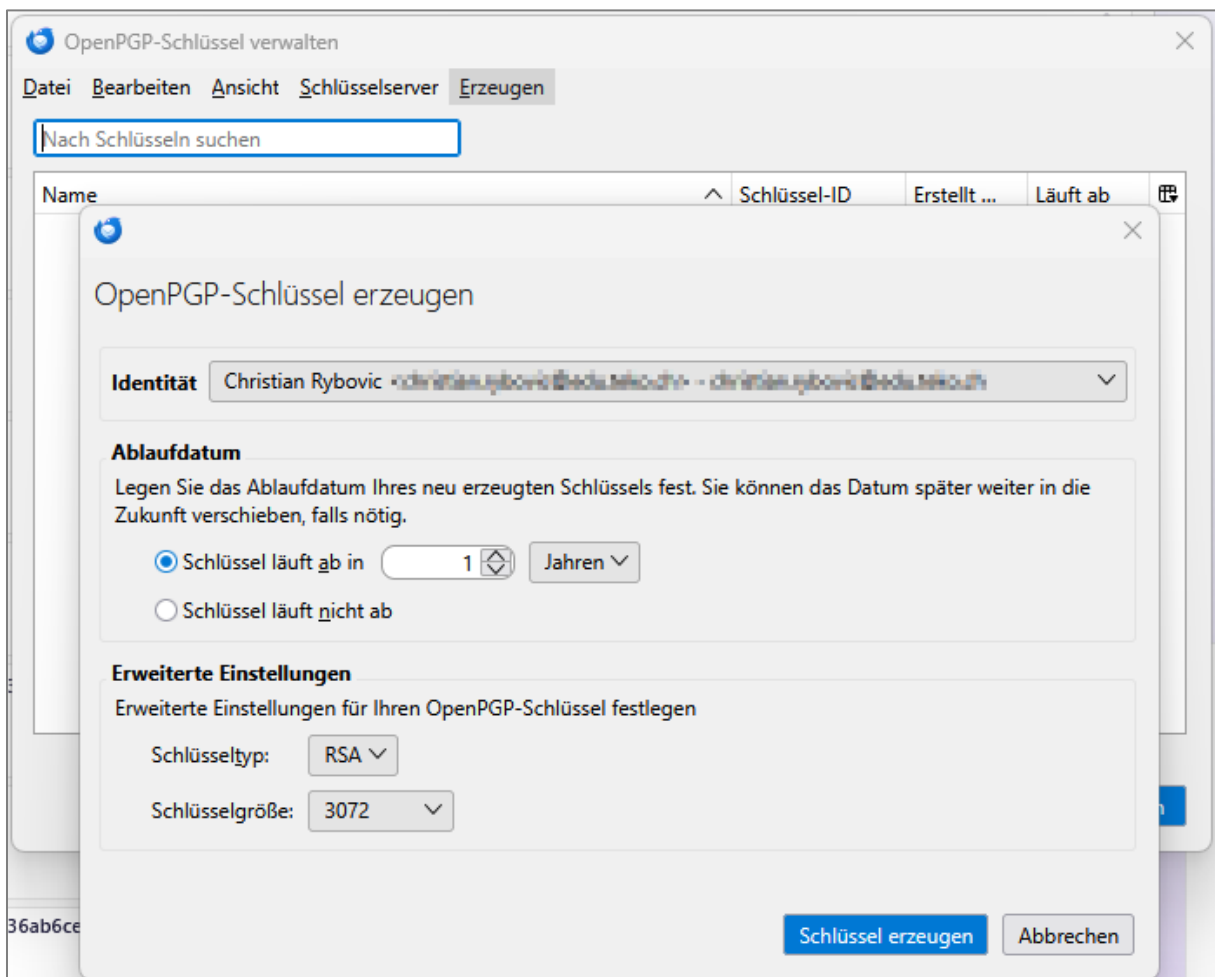 OpenPGP-Schlüssel verwalten
Datei Bearbeiten Ansicht Schlüsselserver Erzeugen
Nach Schlüsseln suchen
Name Schlüssel-ID Erstellt ... Läuft ab
OpenPGP-Schlüssel erzeugen
Identität Christian Rybovic
Ablaufdatum
Legen Sie das Ablaufdatum Ihres neu erzeugten Schlüssels fest. Sie können das Datum später weiter in die
Zukunft verschieben, falls nötig.
Schlüssel läuft ab in 1 Jahren
Schlüssel läuft nicht ab
Erweiterte Einstellungen
Erweiterte Einstellungen für Ihren OpenPGP-Schlüssel festlegen
Schlüsseltyp: RSA
Schlüsselgröße: 3072
36ab6ce
Schlüssel erzeugen Abbrechen